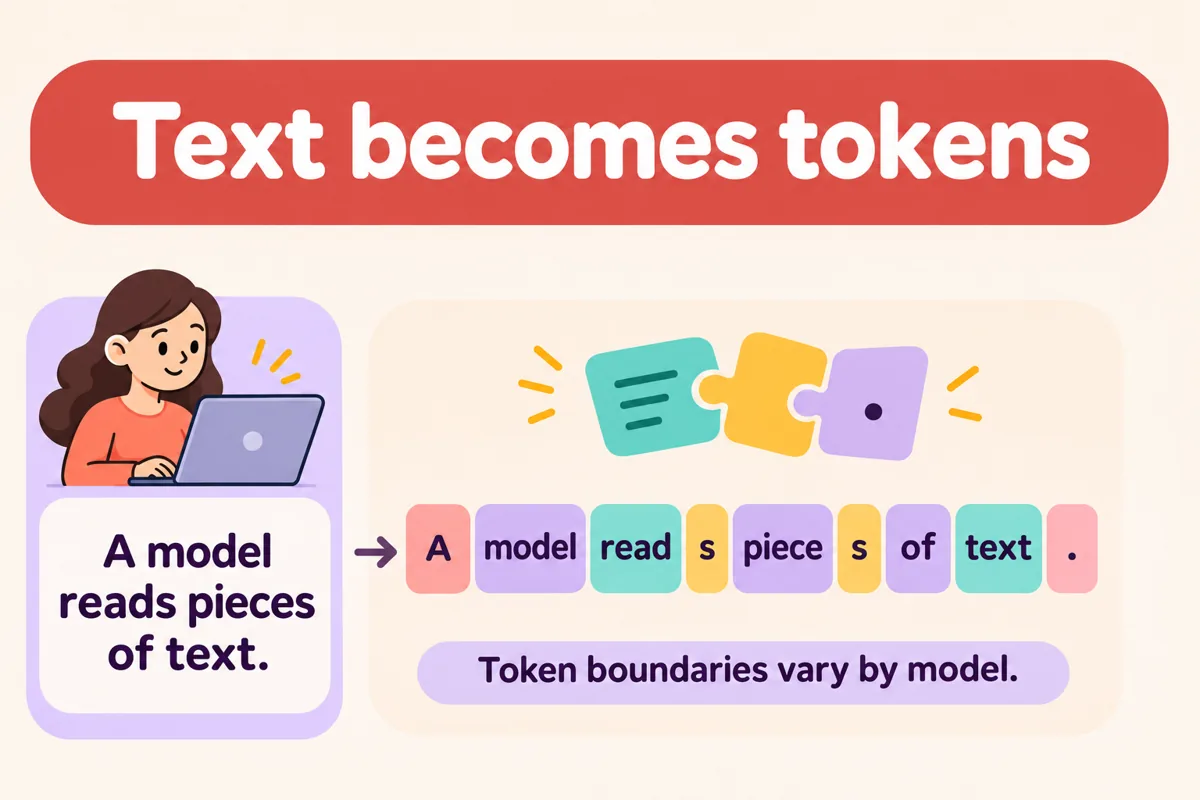 Text becomes tokens
A model
reads pieces
of text.
A model read s piece s of text .
Token boundaries vary by model.